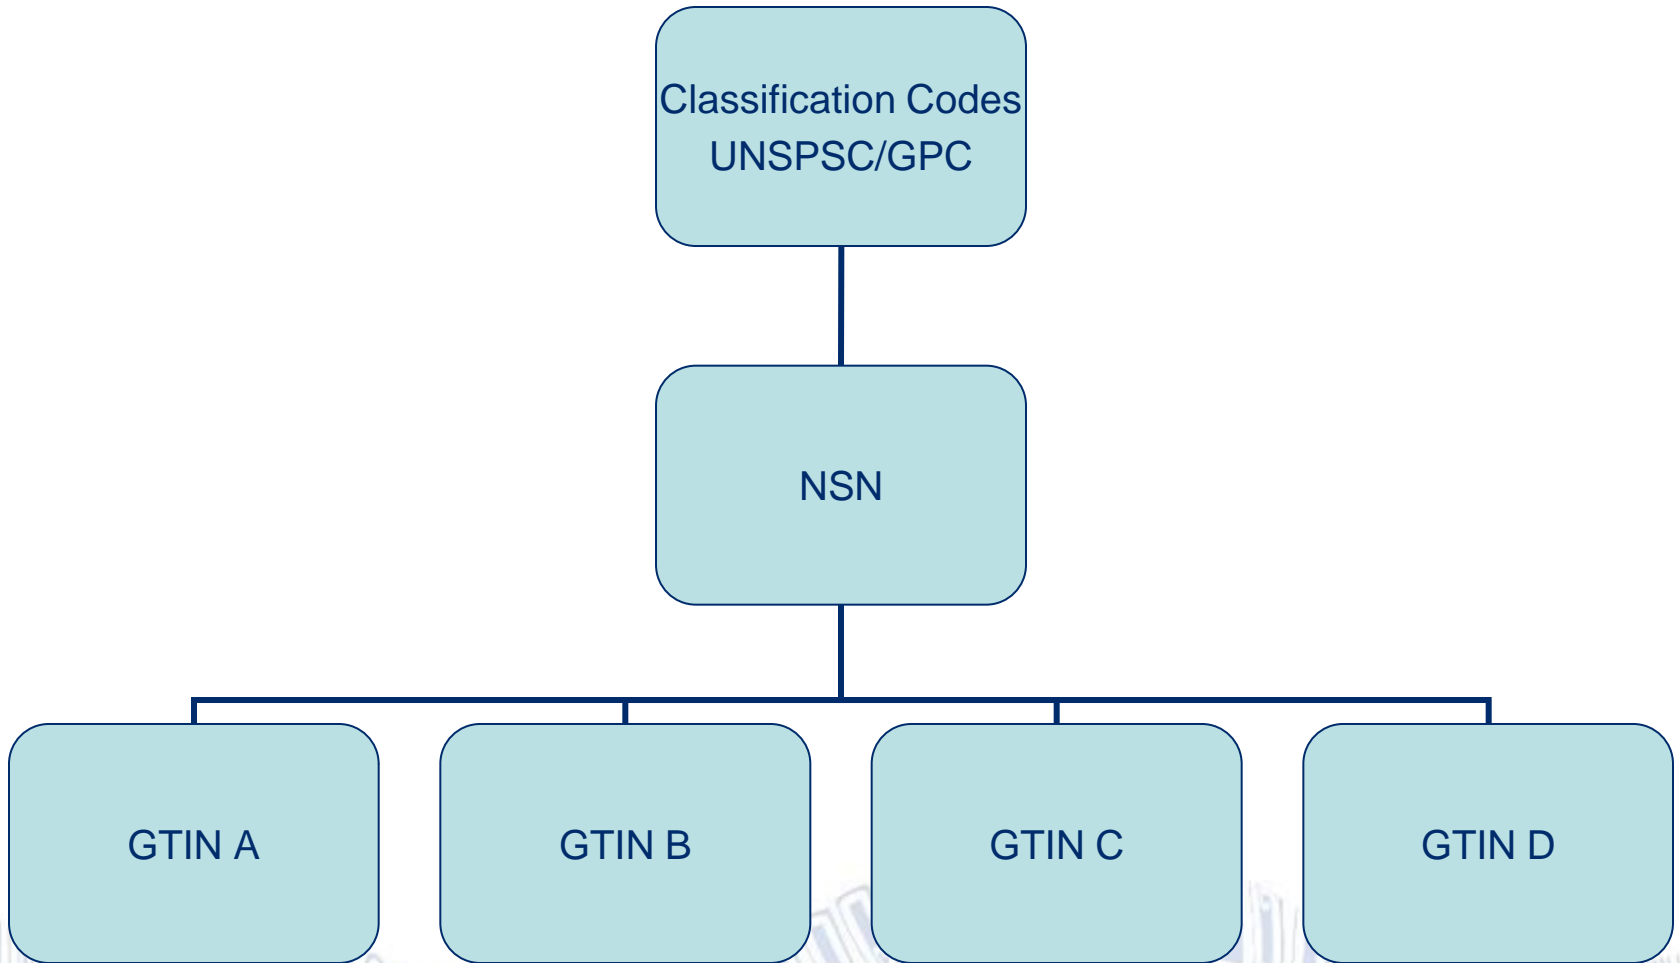 Classification Codes
UNSPSC/GPC
NSN
GTIN A
GTIN B
GTIN C
GTIN D